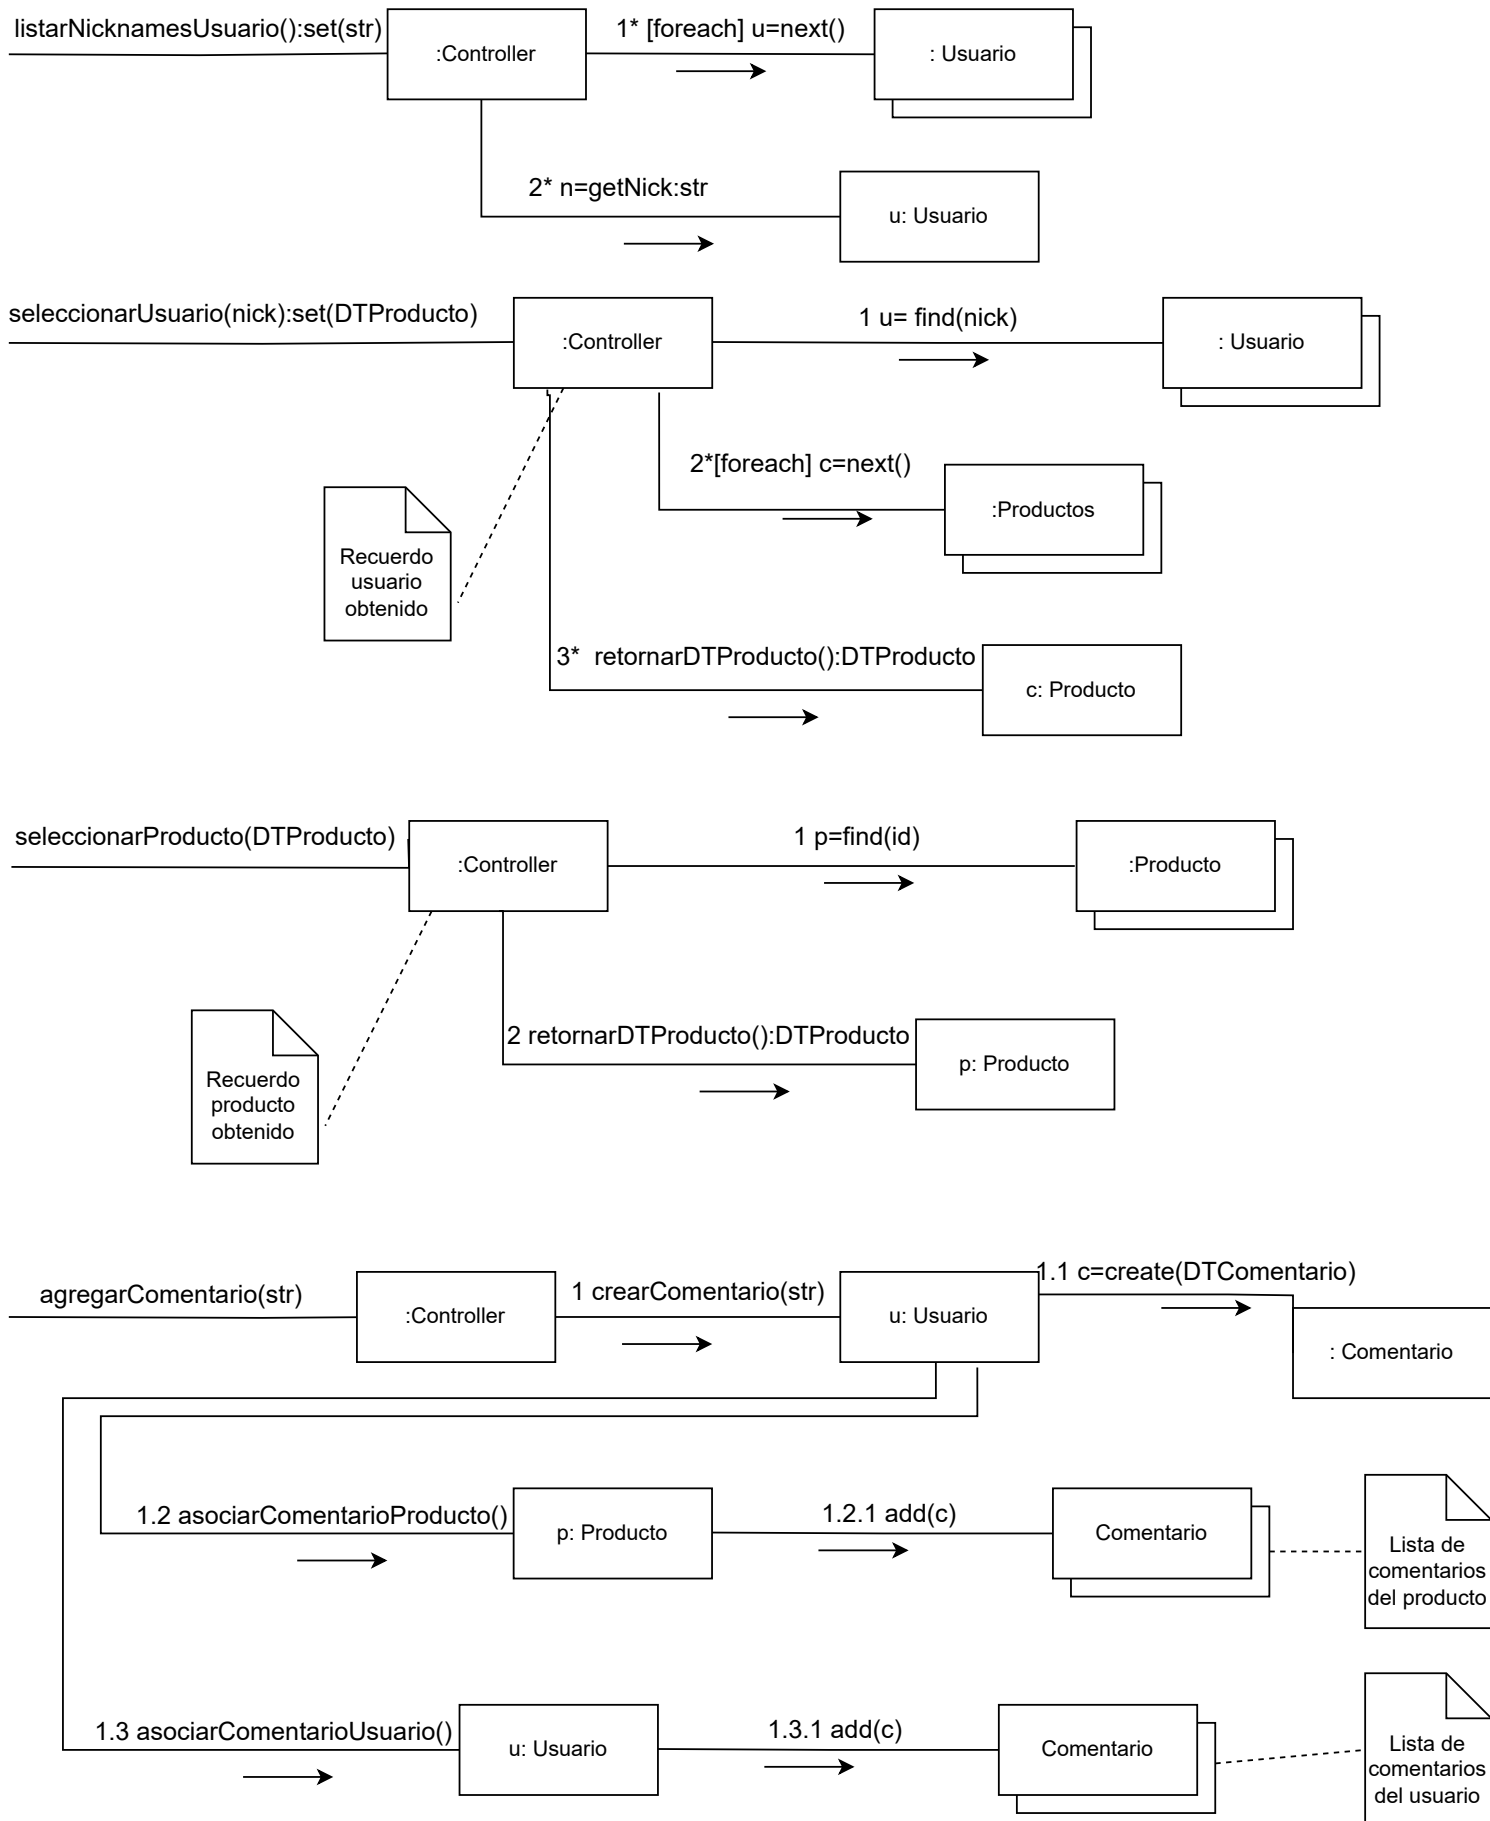 listarNicknamesUsuario():set(str)
:Controller
1* [foreach] u=next()
: Usuario
2* n=getNick:str
u: Usuario
seleccionarUsuario(nick):set(DTProducto)
:Controller
1 u= find(nick)
: Usuario
2*[foreach] c=next()
:Productos
Recuerdo
usuario
obtenido
3*  retornarDTProducto():DTProducto
c: Producto
seleccionarProducto(DTProducto)
:Controller
1 p=find(id)
:Producto
2 retornarDTProducto():DTProducto
p: Producto
Recuerdo
producto
obtenido
agregarComentario(str)
:Controller
1 crearComentario(str)
u: Usuario
1.1 c=create(DTComentario)
: Comentario
1.2 asociarComentarioProducto()
p: Producto
1.2.1 add(c)
Comentario
Lista de
comentarios
del producto
1.3 asociarComentarioUsuario()
u: Usuario
1.3.1 add(c)
Comentario
Lista de
comentarios
del usuario